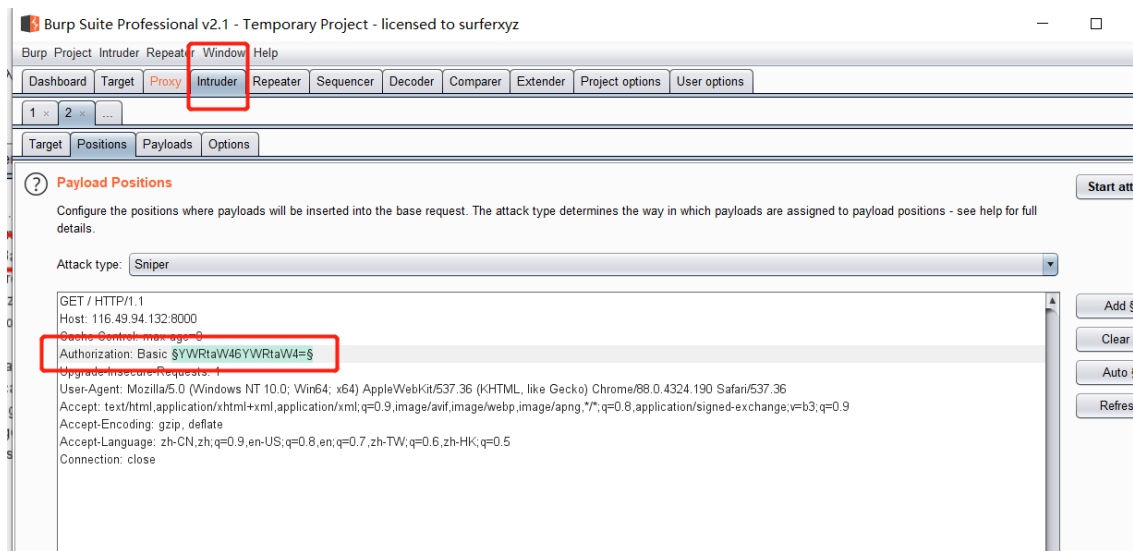 Burp Suite Professional v2.1 - Temporary Project - licensed to surferxyz
Burp Project Intruder Repeater Window Help
Dashboard Target Proxy Intruder Repeater Sequencer Decoder Comparer Extender Project options User options
1 × 2 × ...
Target Positions Payloads Options
? Payload Positions
Start att
Configure the positions where payloads will be inserted into the base request. The attack type determines the way in which payloads are assigned to payload positions - see help for full
details.
Attack type: Sniper
GET / HTTP/1.1
Host: 116.49.94.132:8000
Cache-Control: max-age=0
Authorization: Basic §YWRtaW46YWRtaW4=§
Upgrade-Insecure-Requests: 1
User-Agent: Mozilla/5.0 (Windows NT 10.0; Win64; x64) AppleWebKit/537.36 (KHTML, like Gecko) Chrome/88.0.4324.190 Safari/537.36
Accept: text/html,application/xhtml+xml,application/xml;q=0.9,image/avif,image/webp,image/apng,*/*;q=0.8,application/signed-exchange;v=b3;q=0.9
Accept-Encoding: gzip, deflate
Accept-Language: zh-CN,zh;q=0.9,en-US;q=0.8,en;q=0.7,zh-TW;q=0.6,zh-HK;q=0.5
Connection: close
Add §
Clear
Auto §
Refres